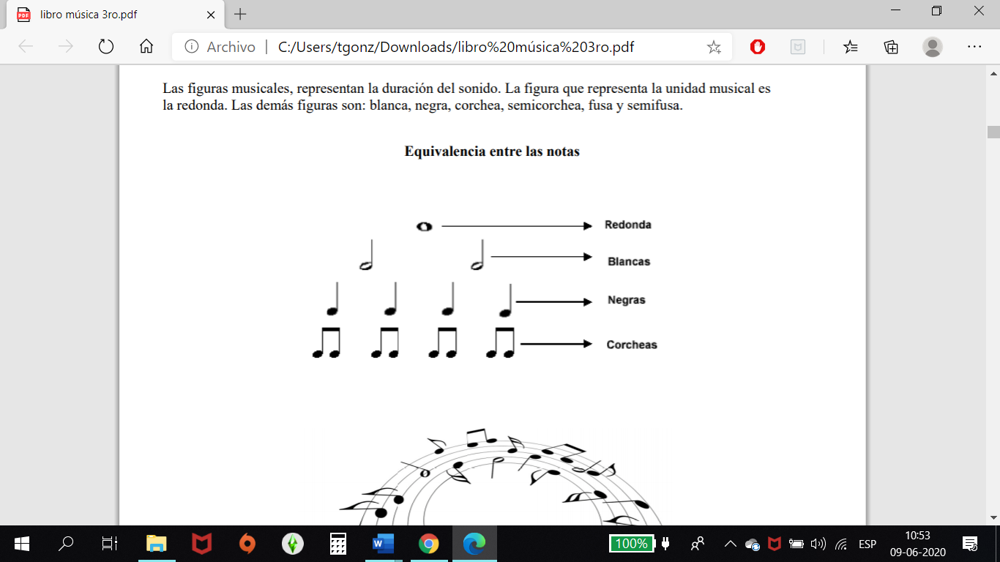 libro música 3ro.pdf
Archivo
C:/Users/tgonz/Downloads/libro%20música%203ro.pdf
Las figuras musicales, representan la duración del sonido. La figura que representa la unidad musical es
la redonda. Las demás figuras son: blanca, negra, corchea, semicorchea, fusa y semifusa.
Equivalencia entre las notas
Redonda
Blancas
Negras
Corcheas
100%
ESP
10:53
09-06-2020